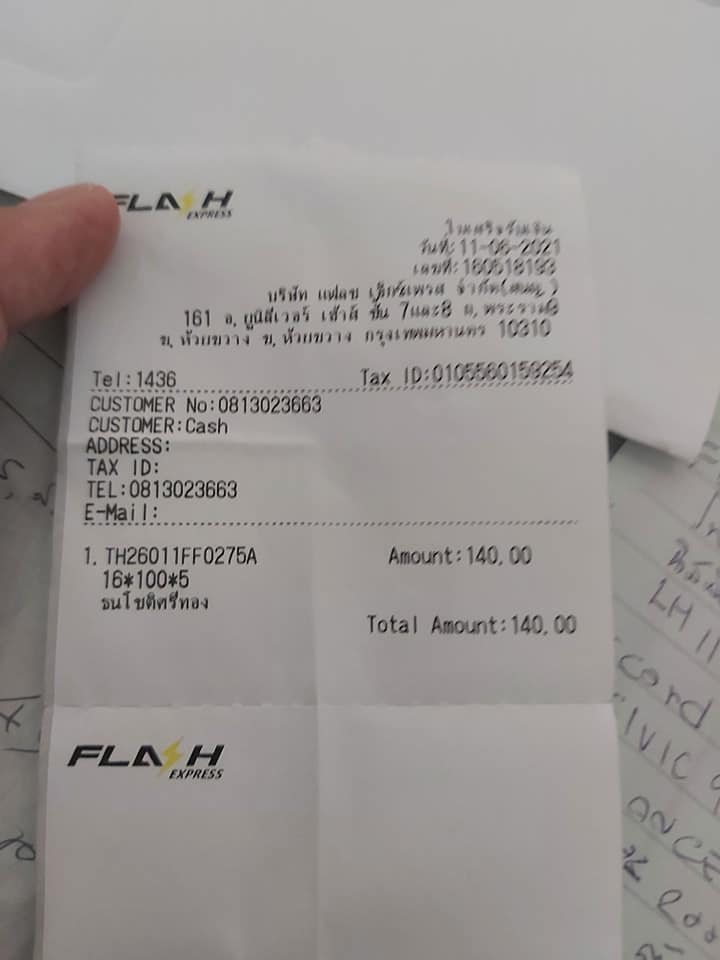 FLASH
EXPRESS
ใบเสร็จรับเงิน
วันที่:11-06-2021
เลขที่:160618193
บริษัท แฟลช เอ็กซ์เพรส จำกัด
161 อ.ยูนิลีเวอร์ เฮ้าส์ ชั้น 7และ8 ถ.พระราม9
ข.ห้วยขวาง ข.ห้วยขวาง กรุงเทพมหานคร 10310
Tel:1436 Tax ID:0105560159254
CUSTOMER No:0813023663
CUSTOMER:Cash
ADDRESS:
TAX ID:
TEL:0813023663
E-Mail:
1. TH26011FF0275A Amount:140.00
16*100*5
ธนโชติศรีทอง
Total Amount:140.00
FLASH
EXPRESS
LH 11
cord
IVIC